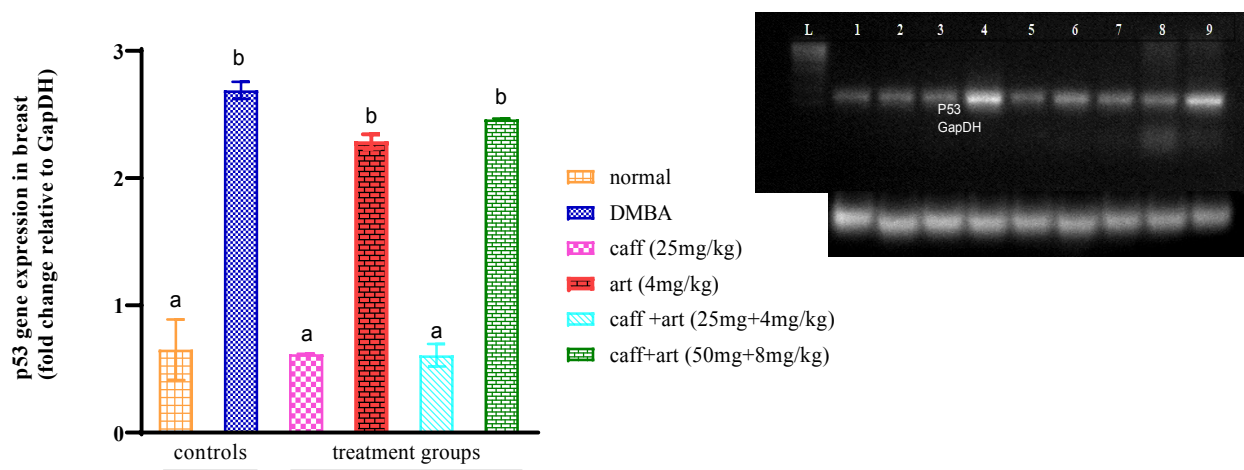 p53 gene expression in breast
(fold change relative to GapDH)
3
2
1
0
a
b
a
b
a
b
controls
treatment groups
normal
DMBA
caff (25mg/kg)
art (4mg/kg)
caff +art (25mg+4mg/kg)
caff+art (50mg+8mg/kg)
L 1 2 3 4 5 6 7 8 9
P53
GapDH